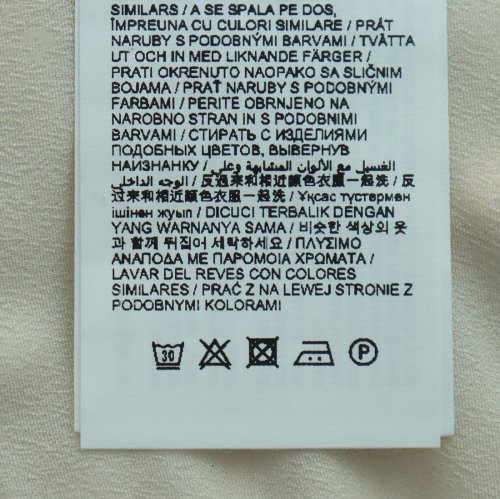 SIMILARS / A SE SPALA PE DOS,
ÎMPREUNA CU CULORI SIMILARE / PRÁT
NARUBY S PODOBNÝMI BARVAMI / TVÄTTA
UT OCH IN MED LIKNANDE FÄRGER /
PRATI OKRENUTO NAOPAKO SA SLIČNIM
BOJAMA / PRAŤ NARUBY S PODOBNÝMI
FARBAMI / PERITE OBRNJENO NA
NAROBNO STRAN IN S PODOBNIMI
BARVAMI / СТИРАТЬ С ИЗДЕЛИЯМИ
ПОДОБНЫХ ЦВЕТОВ, ВЫВЕРНУВ
НАИЗНАНКУ / الغسيل مع الألوان المتشابهة وعلى
الوجه الداخلي / 反過來和相近顏色衣服一起洗 / 反
过来和相近颜色衣服一起洗 / Ұқсас түстермен
ішінен жуып / DICUCI TERBALIK DENGAN
YANG WARNANYA SAMA / 비슷한 색상의 옷
과 함께 뒤집어 세탁하세요 / ΠΛΥΣΙΜΟ
ΑΝΑΠΟΔΑ ΜΕ ΠΑΡΟΜΟΙΑ ΧΡΩΜΑΤΑ /
LAVAR DEL REVES CON COLORES
SIMILARES / PRAĆ Z NA LEWEJ STRONIE Z
PODOBNYMI KOLORAMI
30 P